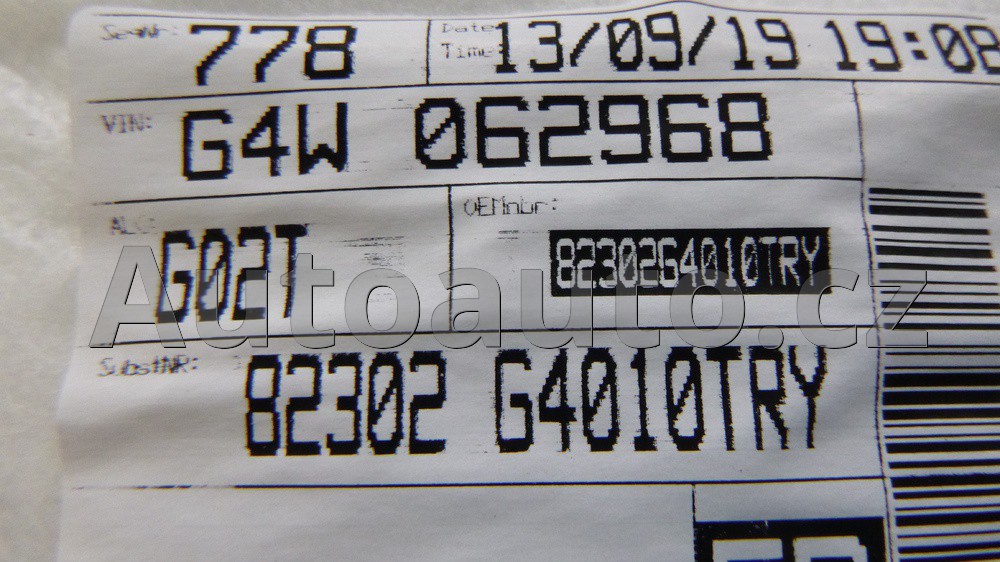 SeqNr: 778 Date Time: 13/09/19 19:08
VIN: G4W 062968
ALC: G02T OEMnbr: 82302G4010TRY
Autoauto.cz
SubstNR: 82302 G4010TRY